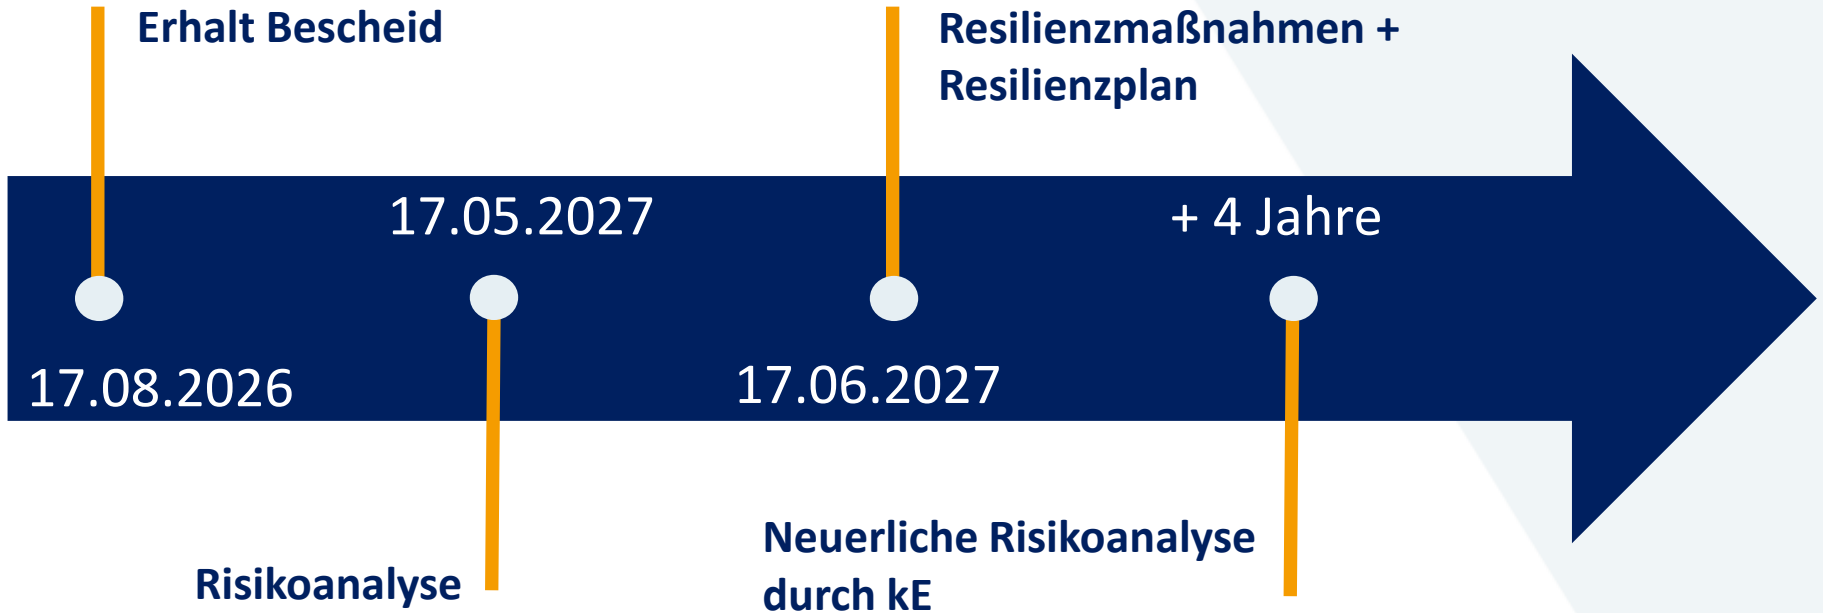 Erhalt Bescheid
Resilienzmaßnahmen +
Resilienzplan
17.05.2027
+ 4 Jahre
17.08.2026
17.06.2027
Neuerliche Risikoanalyse
durch kE
Risikoanalyse